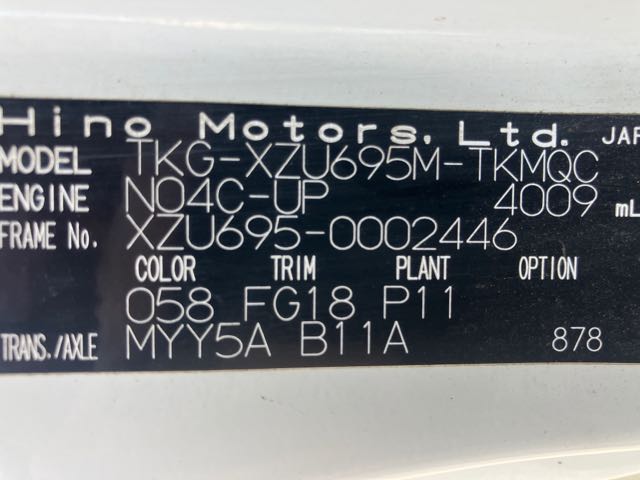 Hino Motors, Ltd. JAP
MODEL TKG-XZU695M-TKMQC
ENGINE N04C-UP 4009 mL
FRAME No. XZU695-0002446
COLOR TRIM PLANT OPTION
058 FG18 P11
TRANS./AXLE MYY5A B11A 878